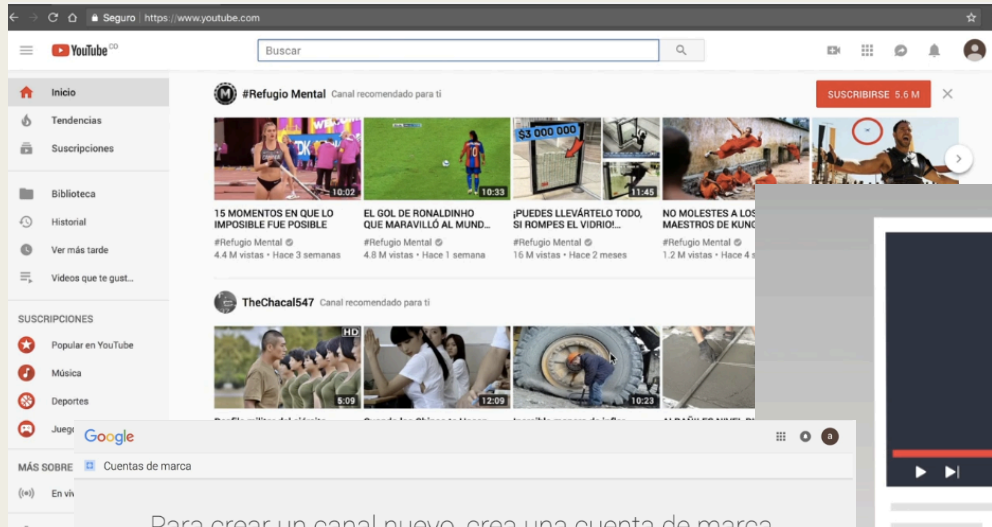 Seguro https://www.youtube.com
YouTube CO
Buscar
Inicio
Tendencias
Suscripciones
Biblioteca
Historial
Ver más tarde
Videos que te gust...
SUSCRIPCIONES
Popular en YouTube
Música
Deportes
MÁS SOBRE
#Refugio Mental Canal recomendado para ti
SUSCRIBIRSE 5.6 M
$3 000 000
10:02
10:33
11:45
15 MOMENTOS EN QUE LO
IMPOSIBLE FUE POSIBLE
#Refugio Mental
4.4 M vistas • Hace 3 semanas
EL GOL DE RONALDINHO
QUE MARAVILLÓ AL MUND...
#Refugio Mental
4.8 M vistas • Hace 1 semana
¡PUEDES LLEVÁRTELO TODO,
SI ROMPES EL VIDRIO!...
#Refugio Mental
16 M vistas • Hace 2 meses
NO MOLESTES A LOS
MAESTROS DE KUNG
#Refugio Mental
1.2 M vistas • Hace 4
TheChacal547 Canal recomendado para ti
HD
5:09
12:09
10:23
Google
a
Cuentas de marca
Para crear un canal nuevo, crea una cuenta de marca